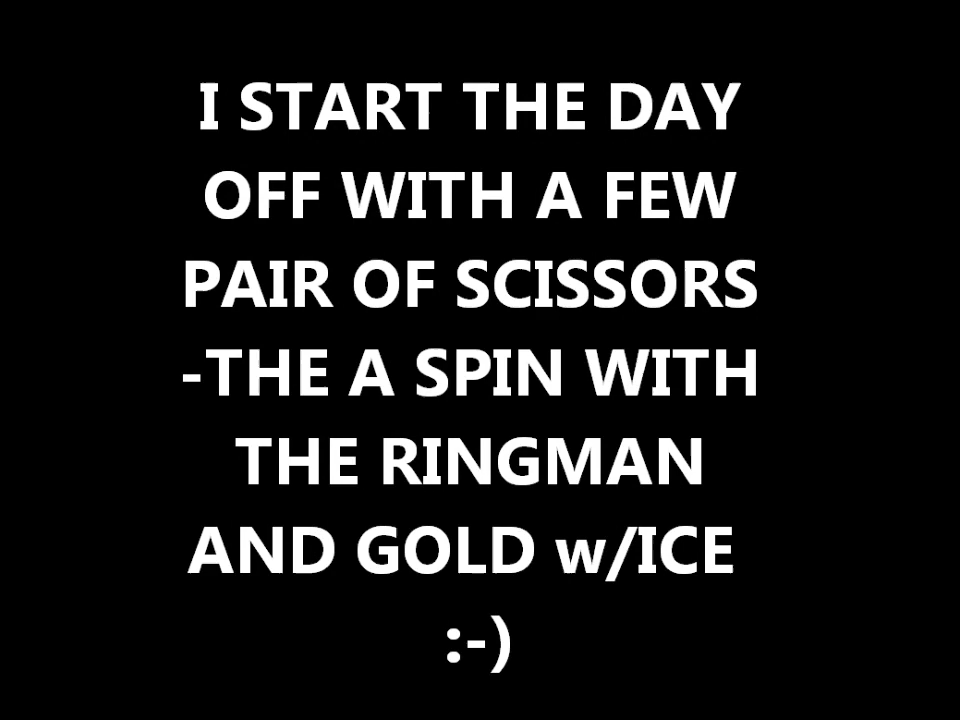 I START THE DAY
OFF WITH A FEW
PAIR OF SCISSORS
-THE A SPIN WITH
THE RINGMAN
AND GOLD w/ICE
:-)